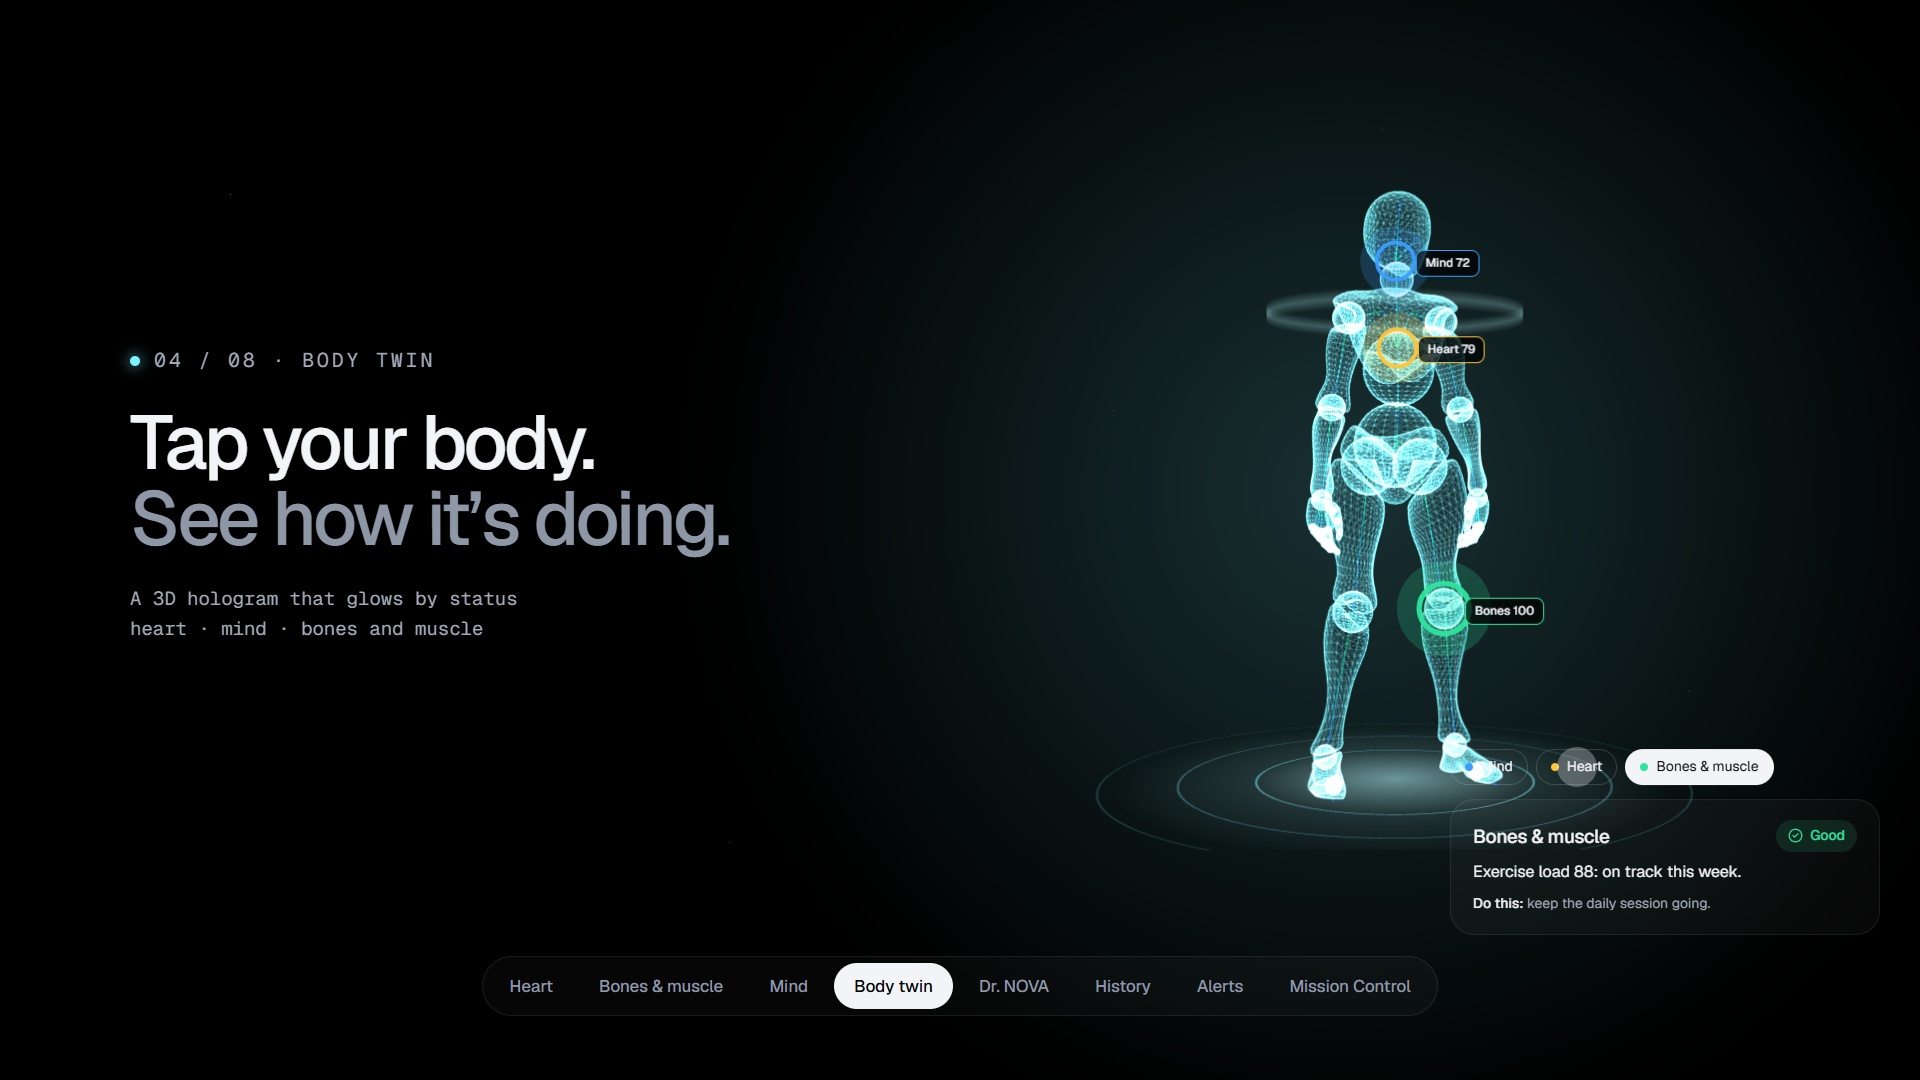 04 / 08 · BODY TWIN
Tap your body.
See how it’s doing.
A 3D hologram that glows by status
heart · mind · bones and muscle
Mind 72
Heart 79
Bones 100
Mind
Heart
Bones & muscle
Bones & muscle
Good
Exercise load 88: on track this week.
Do this: keep the daily session going.
Heart
Bones & muscle
Mind
Body twin
Dr. NOVA
History
Alerts
Mission Control